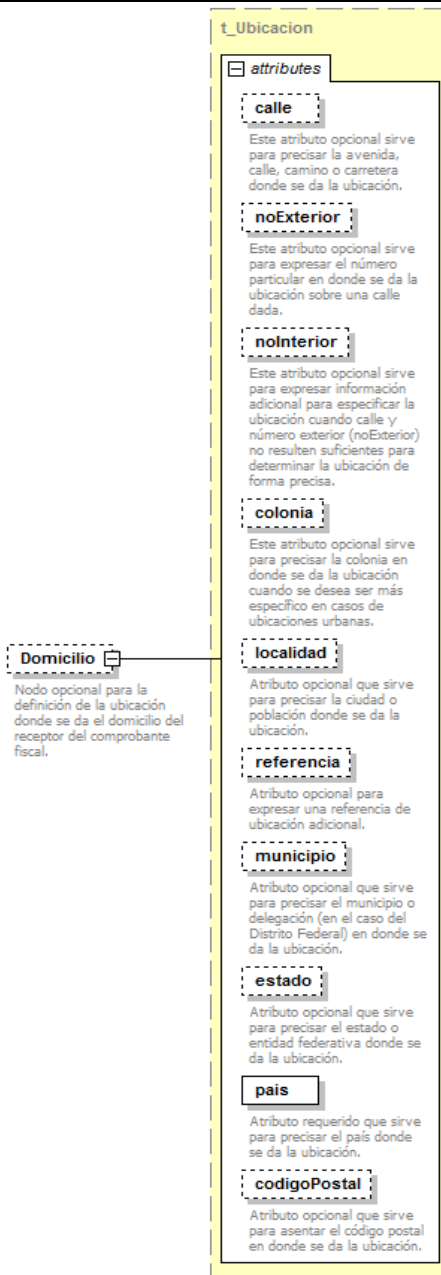 t_Ubicacion
attributes
calle
Este atributo opcional sirve
para precisar la avenida,
calle, camino o carretera
donde se da la ubicación.
noExterior
Este atributo opcional sirve
para expresar el número
particular en donde se da la
ubicación sobre una calle
dada.
noInterior
Este atributo opcional sirve
para expresar información
adicional para especificar la
ubicación cuando calle y
número exterior (noExterior)
no resulten suficientes para
determinar la ubicación de
forma precisa.
colonia
Este atributo opcional sirve
para precisar la colonia en
donde se da la ubicación
cuando se desea ser más
específico en casos de
ubicaciones urbanas.
Domicilio
Nodo opcional para la
definición de la ubicación
donde se da el domicilio del
receptor del comprobante
fiscal.
localidad
Atributo opcional que sirve
para precisar la ciudad o
población donde se da la
ubicación.
referencia
Atributo opcional para
expresar una referencia de
ubicación adicional.
municipio
Atributo opcional que sirve
para precisar el municipio o
delegación (en el caso del
Distrito Federal) en donde se
da la ubicación.
estado
Atributo opcional que sirve
para precisar el estado o
entidad federativa donde se
da la ubicación.
pais
Atributo requerido que sirve
para precisar el país donde
se da la ubicación.
codigoPostal
Atributo opcional que sirve
para asentar el código postal
en donde se da la ubicación.